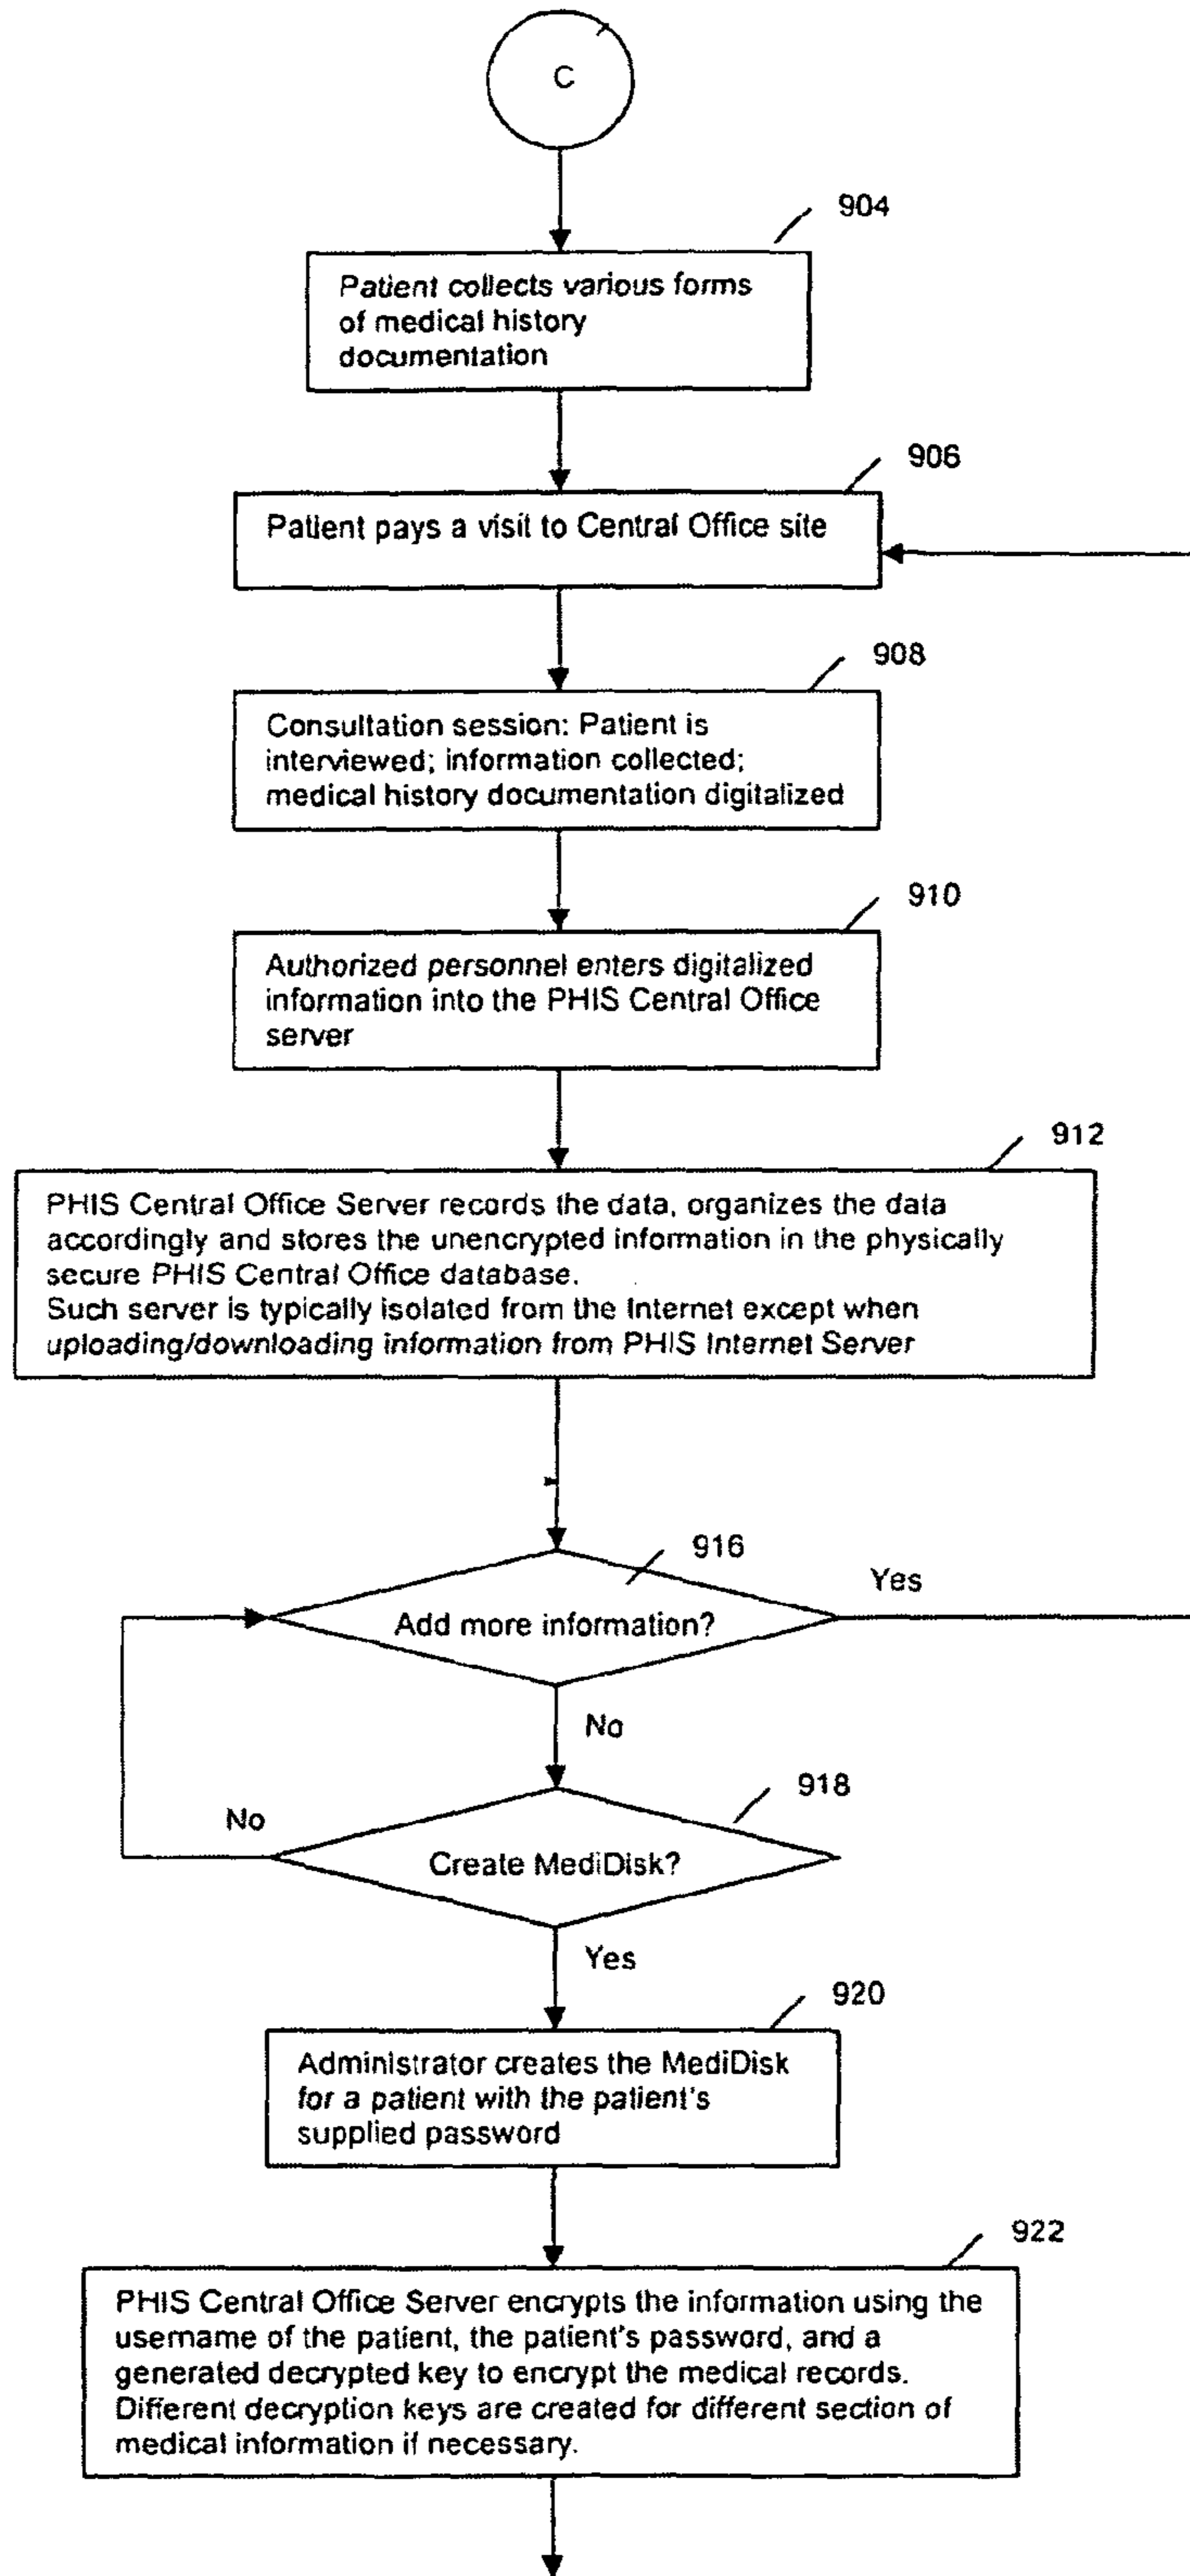 C
904
Patient collects various forms
of medical history
documentation
906
Patient pays a visit to Central Office site
908
Consultation session: Patient is
interviewed; information collected;
medical history documentation digitalized
910
Authorized personnel enters digitalized
information into the PHIS Central Office
server
912
PHIS Central Office Server records the data, organizes the data
accordingly and stores the unencrypted information in the physically
secure PHIS Central Office database.
Such server is typically isolated from the Internet except when
uploading/downloading information from PHIS Internet Server
916
Yes
Add more information?
No
918
No
Create MediDisk?
Yes
920
Administrator creates the MediDisk
for a patient with the patient's
supplied password
922
PHIS Central Office Server encrypts the information using the
username of the patient, the patient's password, and a
generated decrypted key to encrypt the medical records.
Different decryption keys are created for different section of
medical information if necessary.